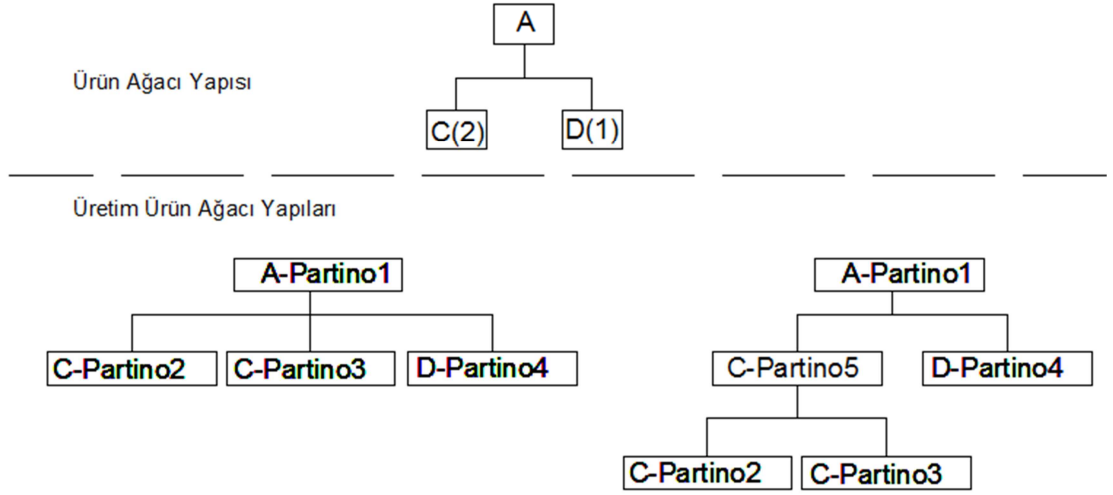 A
Ürün Ağacı Yapısı
C(2)
D(1)
Üretim Ürün Ağacı Yapıları
A-Partino1
A-Partino1
C-Partino2
C-Partino3
D-Partino4
C-Partino5
D-Partino4
C-Partino2
C-Partino3